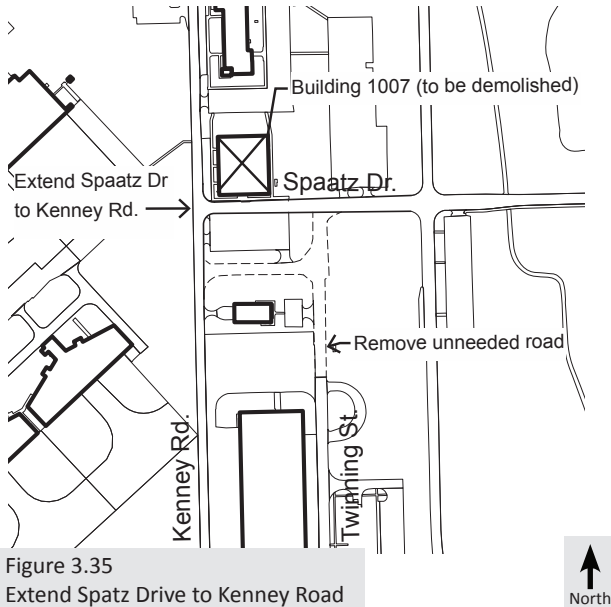 Building 1007 (to be demolished)
Extend Spaatz Dr
to Kenney Rd.
Spaatz Dr.
Remove unneeded road
Kenney Rd.
Twinning St.
Figure 3.35
Extend Spatz Drive to Kenney Road
North